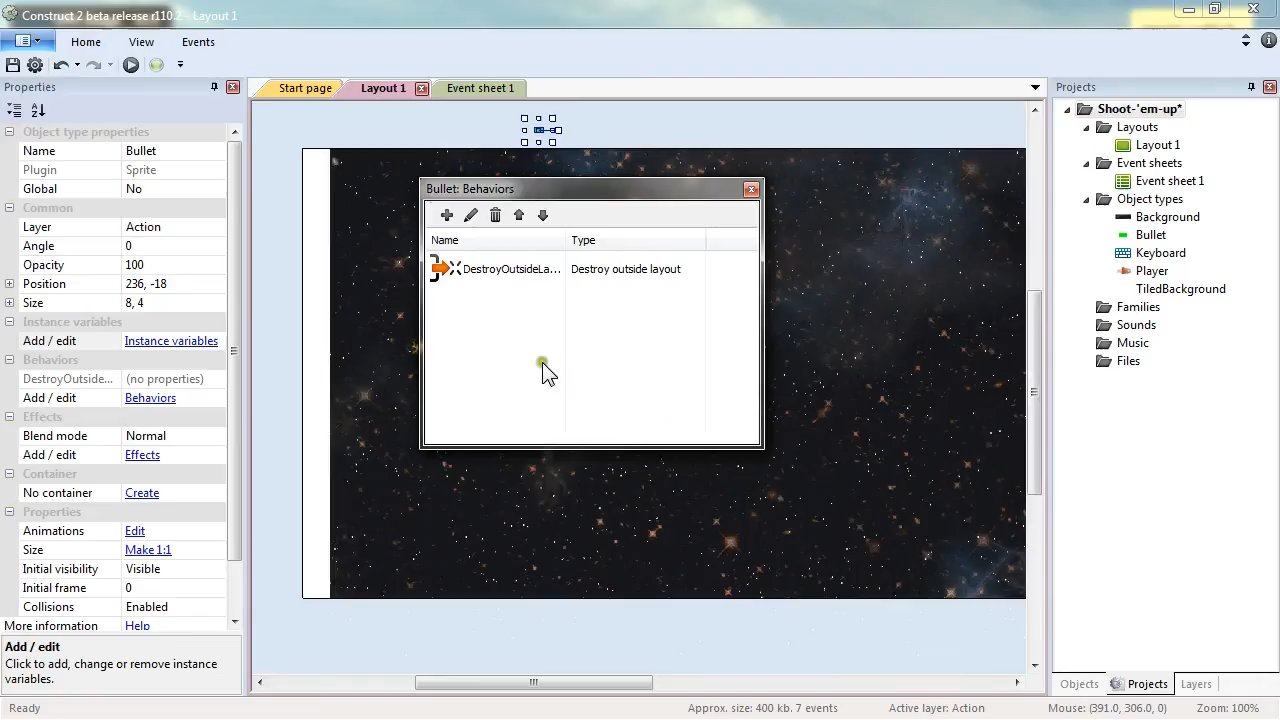 Construct 2 beta release r110.2 - Layout 1
Home View Events
Properties
Start page Layout 1 Event sheet 1
Projects
Object type properties
Name Bullet
Plugin Sprite
Global No
Common
Layer Action
Angle 0
Opacity 100
Position 236, -18
Size 8, 4
Instance variables
Add / edit Instance variables
Behaviors
DestroyOutside... (no properties)
Add / edit Behaviors
Effects
Blend mode Normal
Add / edit Effects
Container
No container Create
Properties
Animations Edit
Size Make 1:1
Initial visibility Visible
Initial frame 0
Collisions Enabled
More information Help
Add / edit
Click to add, change or remove instance
variables.
Bullet: Behaviors
Name Type
DestroyOutsideLa... Destroy outside layout
Shoot-'em-up*
Layouts
Layout 1
Event sheets
Event sheet 1
Object types
Background
Bullet
Keyboard
Player
TiledBackground
Families
Sounds
Music
Files
Objects Projects Layers
Ready Approx. size: 400 kb. 7 events Active layer: Action Mouse: (391.0, 306.0, 0) Zoom: 100%